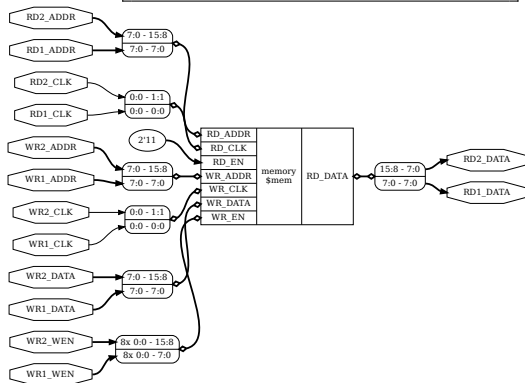 RD2_ADDR
RD1_ADDR
7:0 - 15:8
7:0 - 7:0
RD2_CLK
RD1_CLK
0:0 - 1:1
0:0 - 0:0
2'11
WR2_ADDR
WR1_ADDR
7:0 - 15:8
7:0 - 7:0
WR2_CLK
WR1_CLK
0:0 - 1:1
0:0 - 0:0
WR2_DATA
WR1_DATA
7:0 - 15:8
7:0 - 7:0
WR2_WEN
WR1_WEN
8x 0:0 - 15:8
8x 0:0 - 7:0
RD_ADDR
RD_CLK
RD_EN
WR_ADDR
WR_CLK
WR_DATA
WR_EN
memory
$mem
RD_DATA
15:8 - 7:0
7:0 - 7:0
RD2_DATA
RD1_DATA